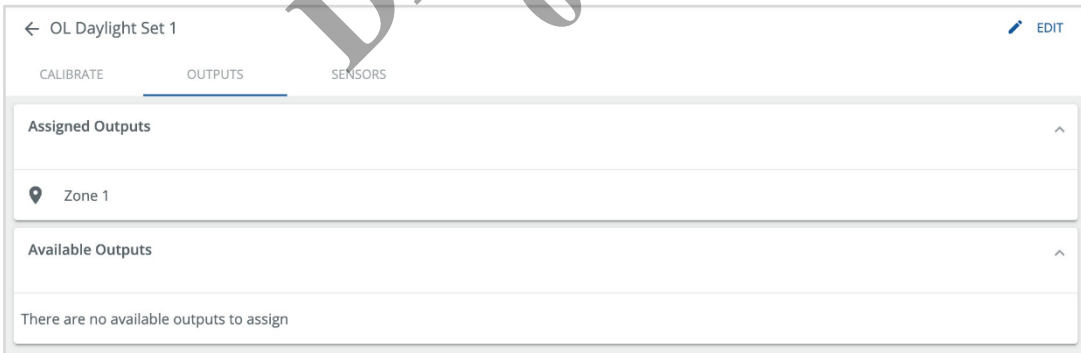 OL Daylight Set 1 EDIT
CALIBRATE OUTPUTS SENSORS
Assigned Outputs
Zone 1
Available Outputs
There are no available outputs to assign